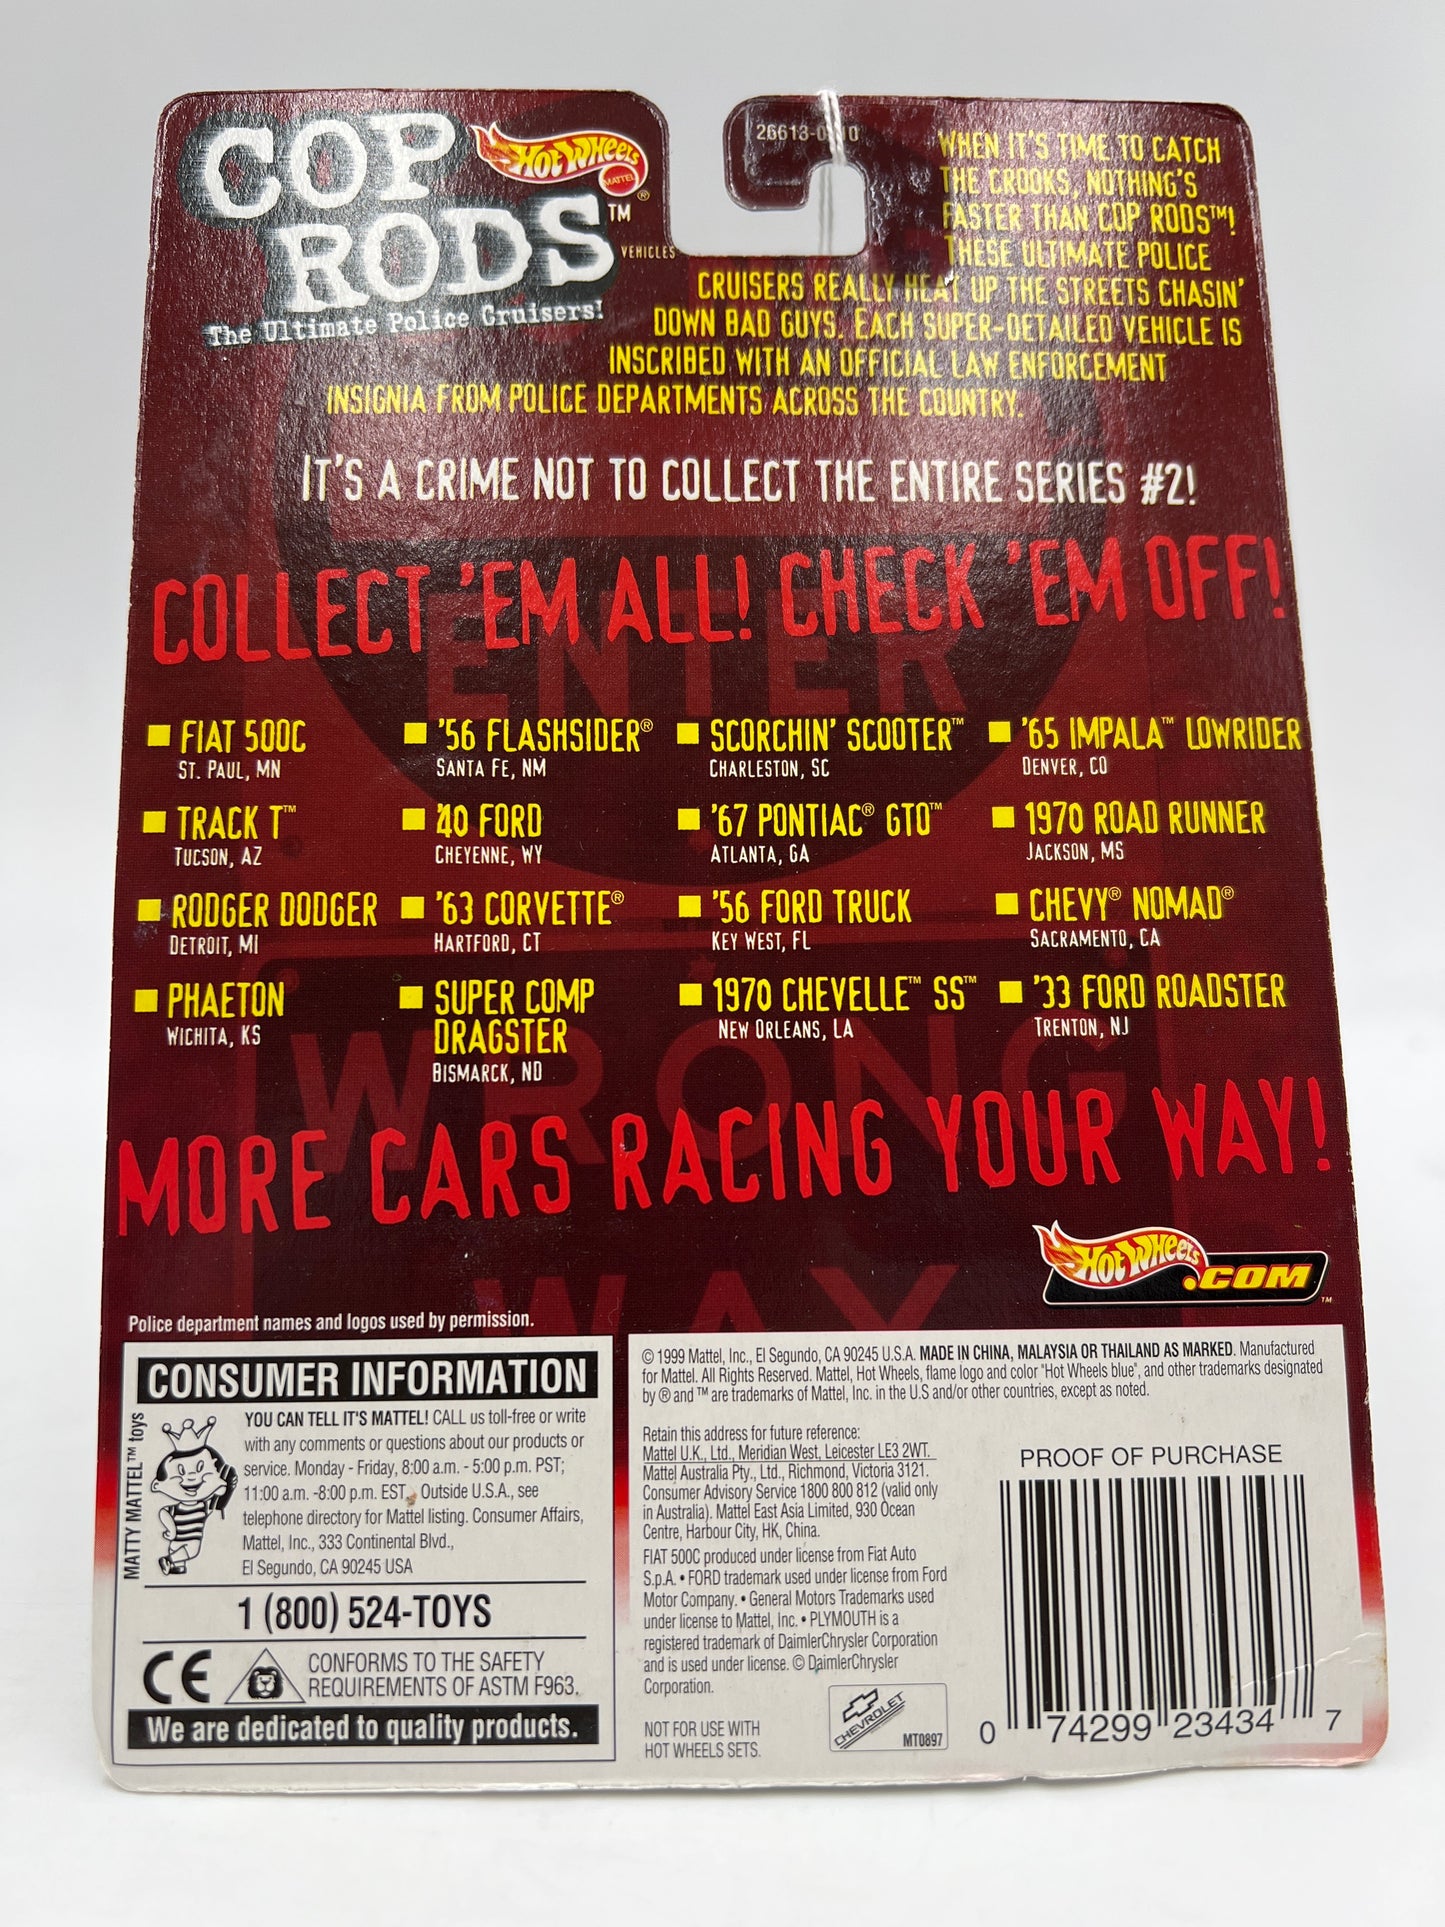 COP
RODS™
The Ultimate Police Cruisers!
Hot Wheels
MATTEL
®
VEHICLES
WHEN IT'S TIME TO CATCH
THE CROOKS, NOTHING'S
FASTER THAN COP RODS™!
THESE ULTIMATE POLICE
CRUISERS REALLY HEAT UP THE STREETS CHASIN'
DOWN BAD GUYS. EACH SUPER-DETAILED VEHICLE IS
INSCRIBED WITH AN OFFICIAL LAW ENFORCEMENT
INSIGNIA FROM POLICE DEPARTMENTS ACROSS THE COUNTRY.
IT'S A CRIME NOT TO COLLECT THE ENTIRE SERIES #2!
COLLECT 'EM ALL! CHECK 'EM OFF!
ENTER
FIAT 500C
ST. PAUL, MN
TRACK T™
TUCSON, AZ
RODGER DODGER
DETROIT, MI
PHAETON
WICHITA, KS
'56 FLASHSIDER®
SANTA FE, NM
'40 FORD
CHEYENNE, WY
'63 CORVETTE®
HARTFORD, CT
SUPER COMP
DRAGSTER
BISMARCK, ND
SCORCHIN' SCOOTER™
CHARLESTON, SC
'67 PONTIAC® GTO™
ATLANTA, GA
'56 FORD TRUCK
KEY WEST, FL
1970 CHEVELLE™ SS™
NEW ORLEANS, LA
'65 IMPALA™ LOWRIDER
DENVER, CO
1970 ROAD RUNNER
JACKSON, MS
CHEVY® NOMAD®
SACRAMENTO, CA
'33 FORD ROADSTER
TRENTON, NJ
WRONG
MORE CARS RACING YOUR WAY!
WAY
Hot Wheels
.COM™
Police department names and logos used by permission.
CONSUMER INFORMATION
MATTY MATTEL™ toys
YOU CAN TELL IT'S MATTEL! CALL us toll-free or write
with any comments or questions about our products or
service. Monday - Friday, 8:00 a.m. - 5:00 p.m. PST;
11:00 a.m. -8:00 p.m. EST. Outside U.S.A., see
telephone directory for Mattel listing. Consumer Affairs,
Mattel, Inc., 333 Continental Blvd.,
El Segundo, CA 90245 USA
1 (800) 524-TOYS
CE
CONFORMS TO THE SAFETY
REQUIREMENTS OF ASTM F963.
We are dedicated to quality products.
© 1999 Mattel, Inc., El Segundo, CA 90245 U.S.A. MADE IN CHINA, MALAYSIA OR THAILAND AS MARKED. Manufactured
for Mattel. All Rights Reserved. Mattel, Hot Wheels, flame logo and color "Hot Wheels blue", and other trademarks designated
by ® and ™ are trademarks of Mattel, Inc. in the U.S and/or other countries, except as noted.
Retain this address for future reference:
Mattel U.K., Ltd., Meridian West, Leicester LE3 2WT.
Mattel Australia Pty., Ltd., Richmond, Victoria 3121.
Consumer Advisory Service 1800 800 812 (valid only
in Australia). Mattel East Asia Limited, 930 Ocean
Centre, Harbour City, HK, China.
FIAT 500C produced under license from Fiat Auto
S.p.A. • FORD trademark used under license from Ford
Motor Company. • General Motors Trademarks used
under license to Mattel, Inc. • PLYMOUTH is a
registered trademark of DaimlerChrysler Corporation
and is used under license. © DaimlerChrysler
Corporation.
NOT FOR USE WITH
HOT WHEELS SETS.
CHEVROLET
MT0897
PROOF OF PURCHASE
0 74299 23434 7